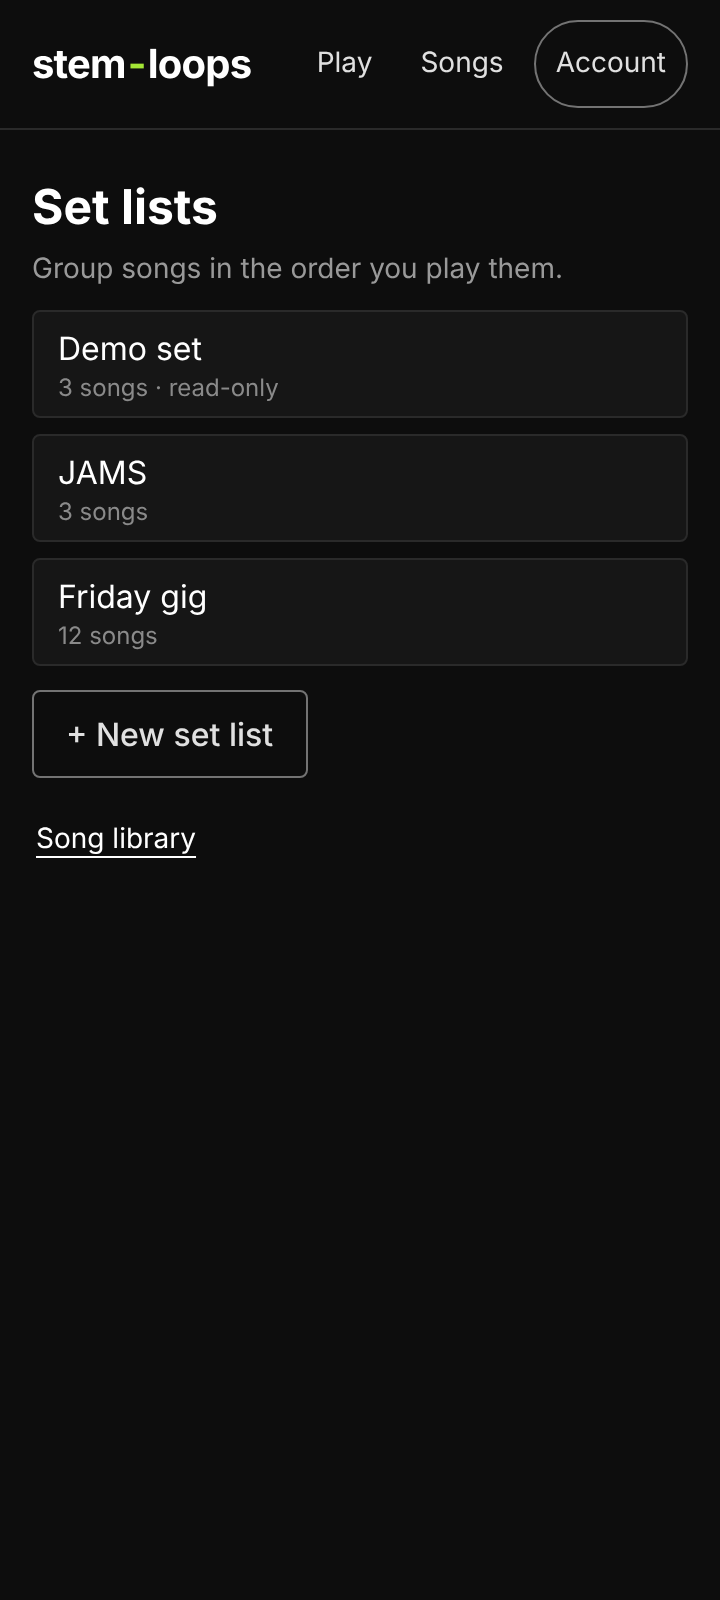 stem-loops Play Songs Account
Set lists
Group songs in the order you play them.
Demo set
3 songs · read-only
JAMS
3 songs
Friday gig
12 songs
+ New set list
Song library